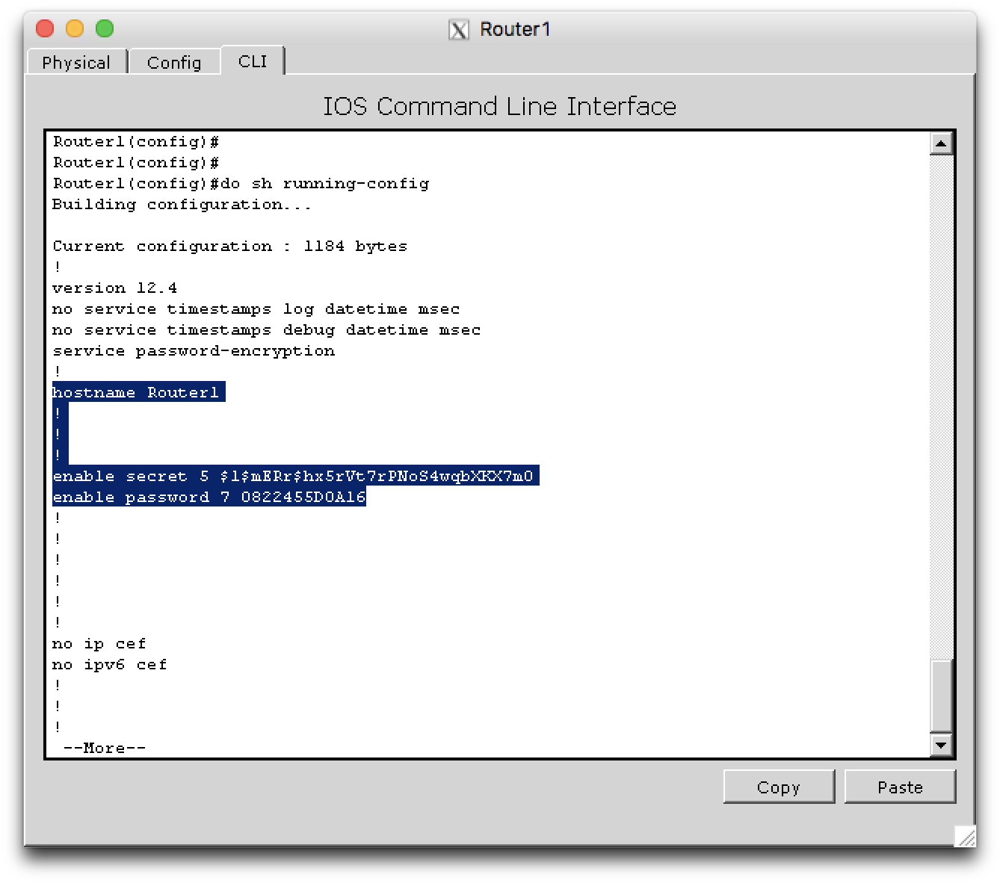 Router1
Physical
Config
CLI
IOS Command Line Interface
Router1(config)#
Router1(config)#
Router1(config)#do sh running-config
Building configuration...
Current configuration : 1184 bytes
!
version 12.4
no service timestamps log datetime msec
no service timestamps debug datetime msec
service password-encryption
!
hostname Router1
!
!
!
enable secret 5 $1$mERr$hx5rVt7rPNoS4wqbXKX7m0
enable password 7 0822455D0A16
!
!
!
!
!
!
no ip cef
no ipv6 cef
!
!
!
--More--
Copy
Paste